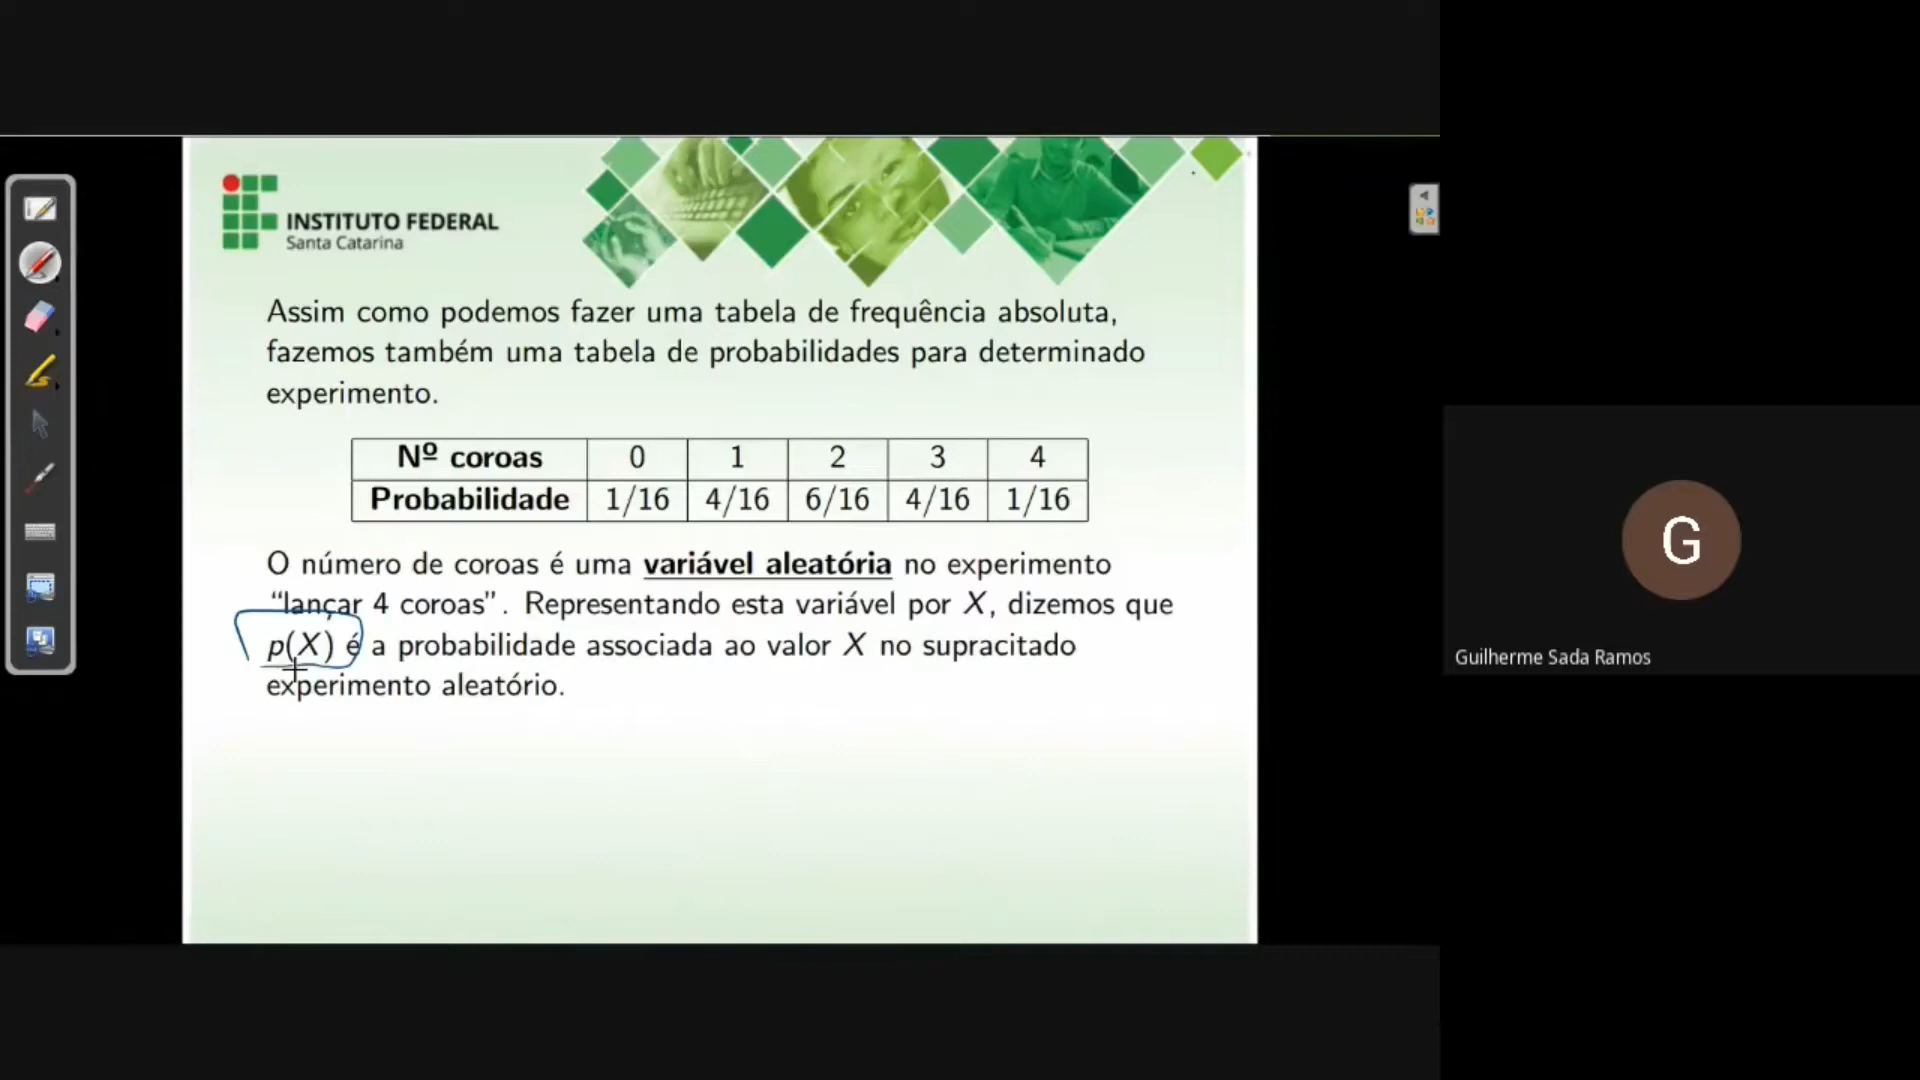 INSTITUTO FEDERAL
Santa Catarina
Assim como podemos fazer uma tabela de frequência absoluta,
fazemos também uma tabela de probabilidades para determinado
experimento.
Nº coroas 0 1 2 3 4
Probabilidade 1/16 4/16 6/16 4/16 1/16
O número de coroas é uma variável aleatória no experimento
“lançar 4 coroas”. Representando esta variável por X, dizemos que
p(X) é a probabilidade associada ao valor X no supracitado
experimento aleatório.
G
Guilherme Sada Ramos